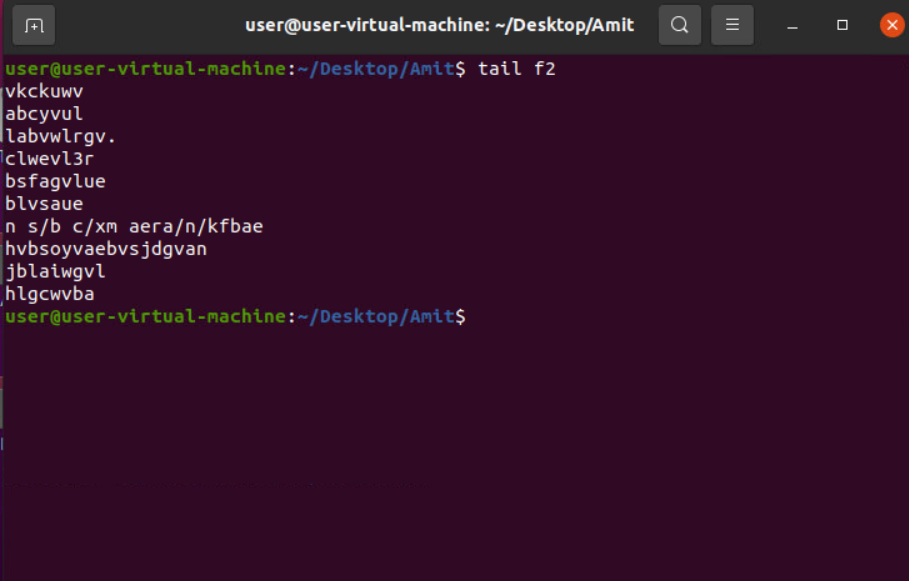 user@user-virtual-machine: ~/Desktop/Amit
user@user-virtual-machine:~/Desktop/Amit$ tail f2
vkckuwv
abcyvul
labvwlrgv.
clwevl3r
bsfagvlue
blvsaue
n s/b c/xm aera/n/kfbae
hvbsoyvaebvsjdgvan
jblaiwgvl
hlgcwvba
user@user-virtual-machine:~/Desktop/Amit$